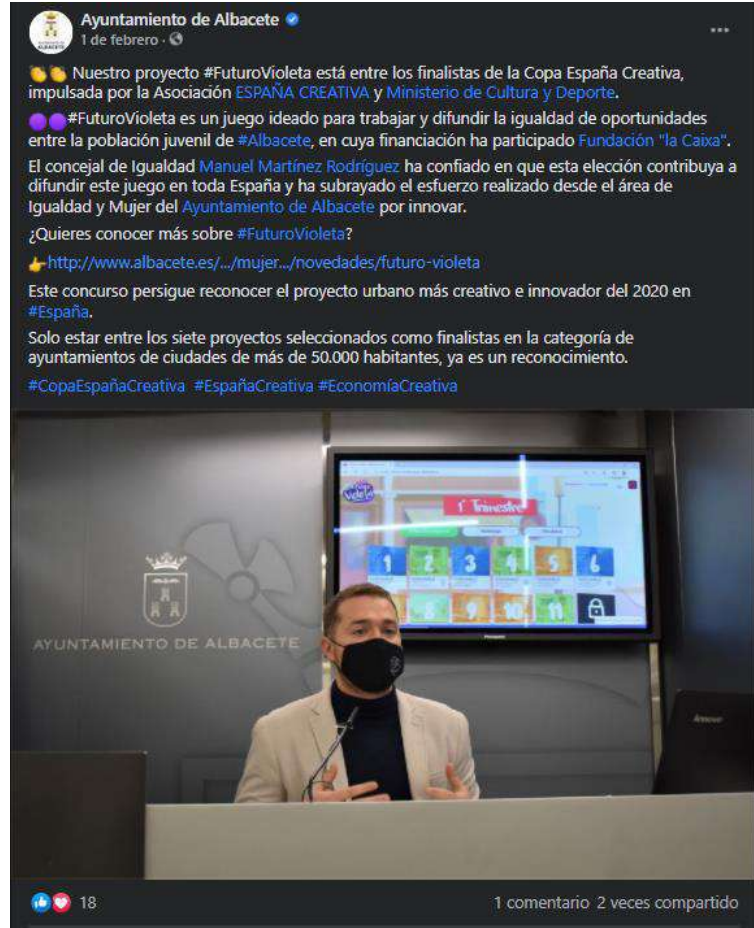 Ayuntamiento de Albacete
1 de febrero ·
Nuestro proyecto #FuturoVioleta está entre los finalistas de la Copa España Creativa,
impulsada por la Asociación ESPAÑA CREATIVA y Ministerio de Cultura y Deporte.
#FuturoVioleta es un juego ideado para trabajar y difundir la igualdad de oportunidades
entre la población juvenil de #Albacete, en cuya financiación ha participado Fundación "la Caixa".
El concejal de Igualdad Manuel Martínez Rodríguez ha confiado en que esta elección contribuya a
difundir este juego en toda España y ha subrayado el esfuerzo realizado desde el área de
Igualdad y Mujer del Ayuntamiento de Albacete por innovar.
¿Quieres conocer más sobre #FuturoVioleta?
http://www.albacete.es/.../mujer.../novedades/futuro-violeta
Este concurso persigue reconocer el proyecto urbano más creativo e innovador del 2020 en
#España.
Solo estar entre los siete proyectos seleccionados como finalistas en la categoría de
ayuntamientos de ciudades de más de 50.000 habitantes, ya es un reconocimiento.
#CopaEspañaCreativa #EspañaCreativa #EconomíaCreativa
Violeta
1er Trimestre
1 2 3 4 5 6
8 9 10 11
AYUNTAMIENTO DE ALBACETE
lenovo
18
1 comentario 2 veces compartido